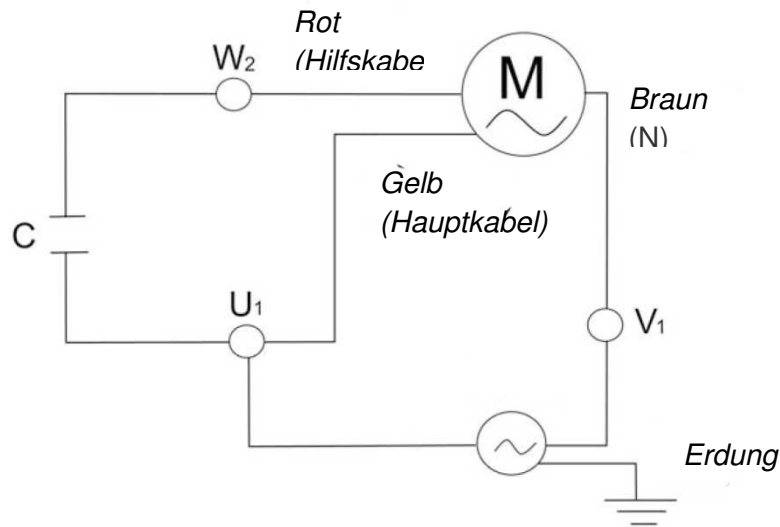 Rot
(Hilfskabe
W₂
M
Braun
(N)
Gelb
(Hauptkabel)
C
U₁
V₁
Erdung